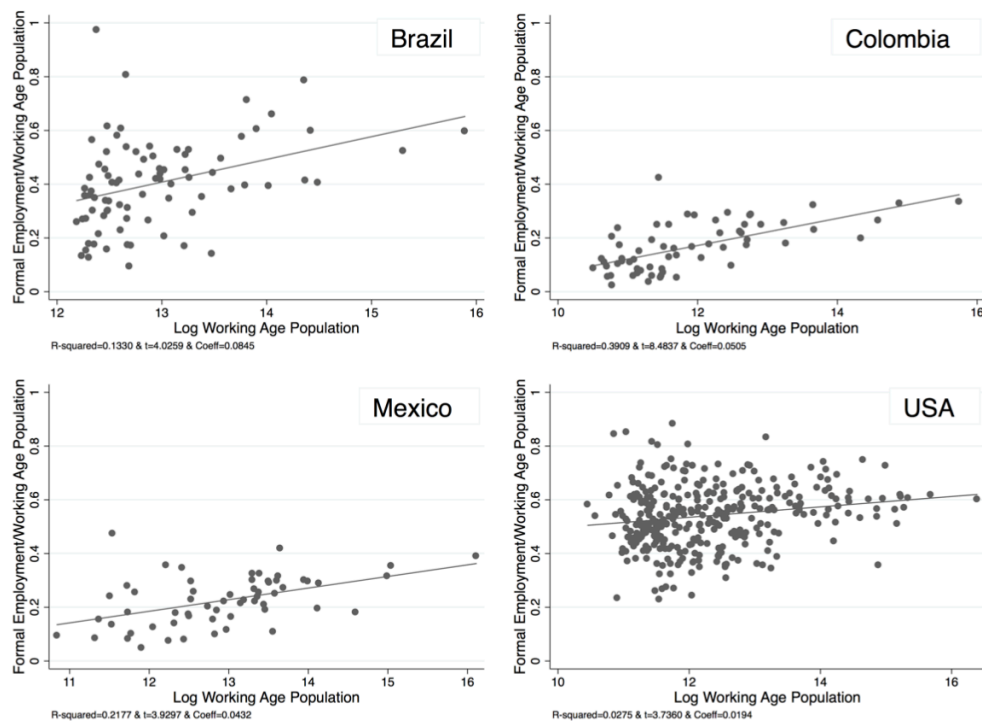 Brazil
Formal Employment/Working Age Population
0 0.2 0.4 0.6 0.8 1
12 13 14 15 16
Log Working Age Population
R-squared=0.1330 & t=4.0259 & Coeff=0.0845
Colombia
Formal Employment/Working Age Population
0 0.2 0.4 0.6 0.8 1
10 12 14 16
Log Working Age Population
R-squared=0.3909 & t=8.4837 & Coeff=0.0505
Mexico
Formal Employment/Working Age Population
0 0.2 0.4 0.6 0.8 1
11 12 13 14 15 16
Log Working Age Population
R-squared=0.2177 & t=3.9297 & Coeff=0.0432
USA
Formal Employment/Working Age Population
0 0.2 0.4 0.6 0.8 1
10 12 14 16
Log Working Age Population
R-squared=0.0275 & t=3.7360 & Coeff=0.0194